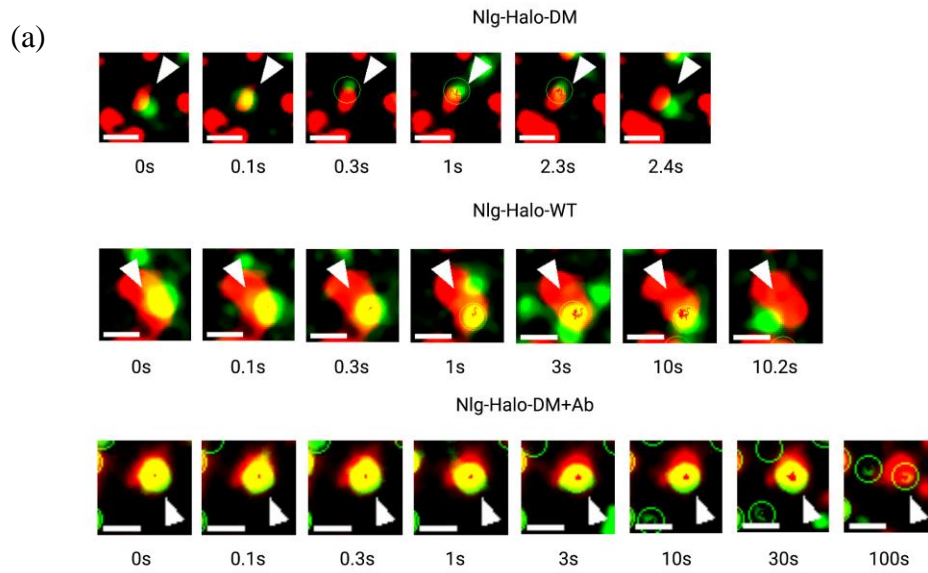 (a)
Nlg-Halo-DM
0s 0.1s 0.3s 1s 2.3s 2.4s
Nlg-Halo-WT
0s 0.1s 0.3s 1s 3s 10s 10.2s
Nlg-Halo-DM+Ab
0s 0.1s 0.3s 1s 3s 10s 30s 100s